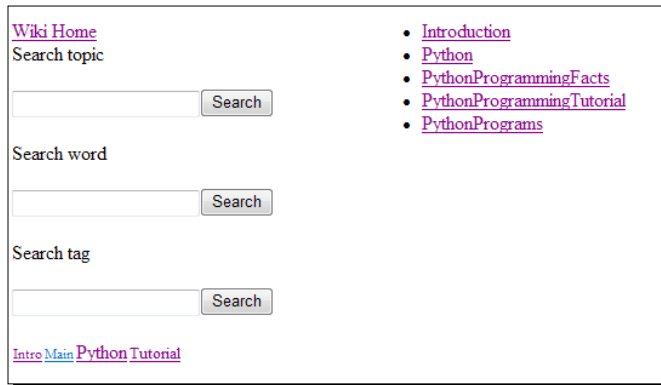 Wiki Home
Search topic
Search
Search word
Search
Search tag
Search
Intro Main Python Tutorial
Introduction
Python
PythonProgrammingFacts
PythonProgrammingTutorial
PythonPrograms